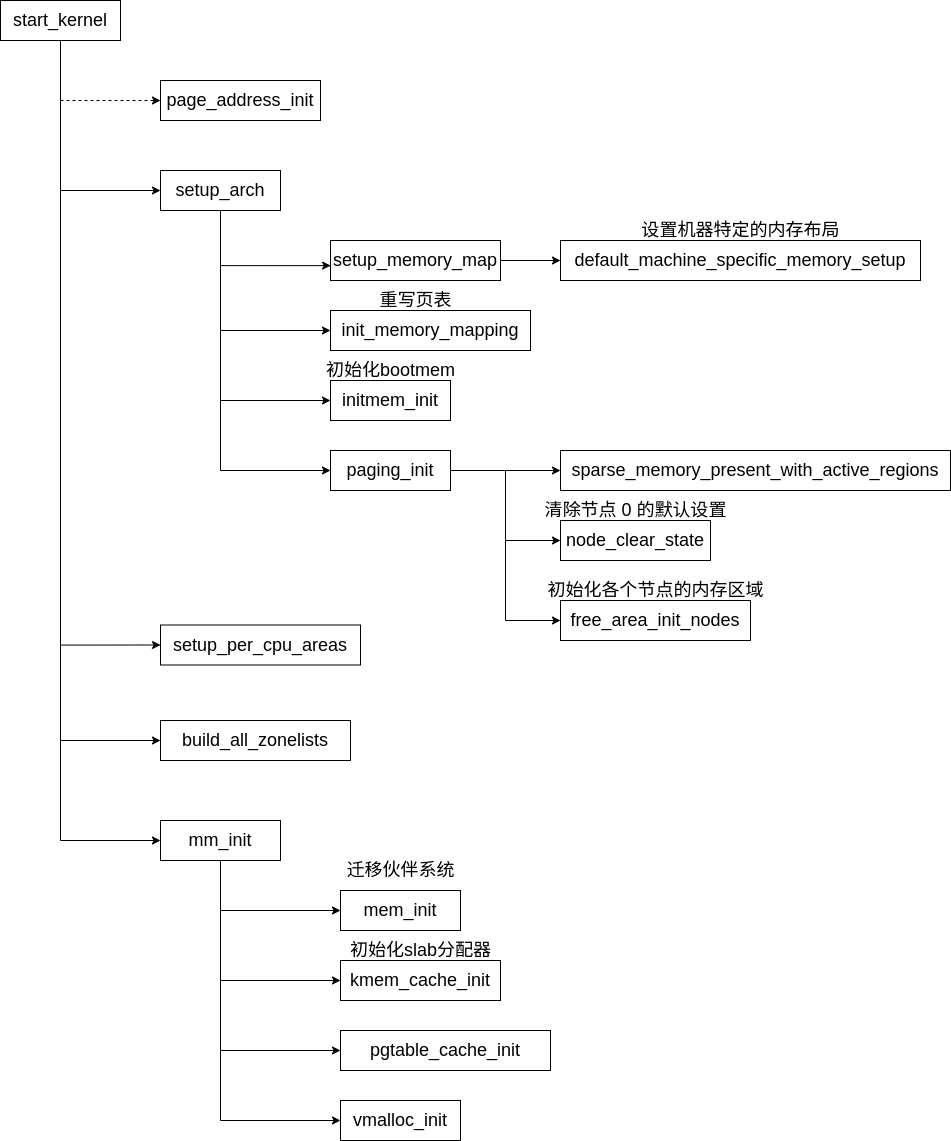 start_kernel
page_address_init
setup_arch
设置机器特定的内存布局
setup_memory_map
default_machine_specific_memory_setup
重写页表
init_memory_mapping
初始化bootmem
initmem_init
paging_init
sparse_memory_present_with_active_regions
清除节点 0 的默认设置
node_clear_state
初始化各个节点的内存区域
free_area_init_nodes
setup_per_cpu_areas
build_all_zonelists
mm_init
迁移伙伴系统
mem_init
初始化slab分配器
kmem_cache_init
pgtable_cache_init
vmalloc_init